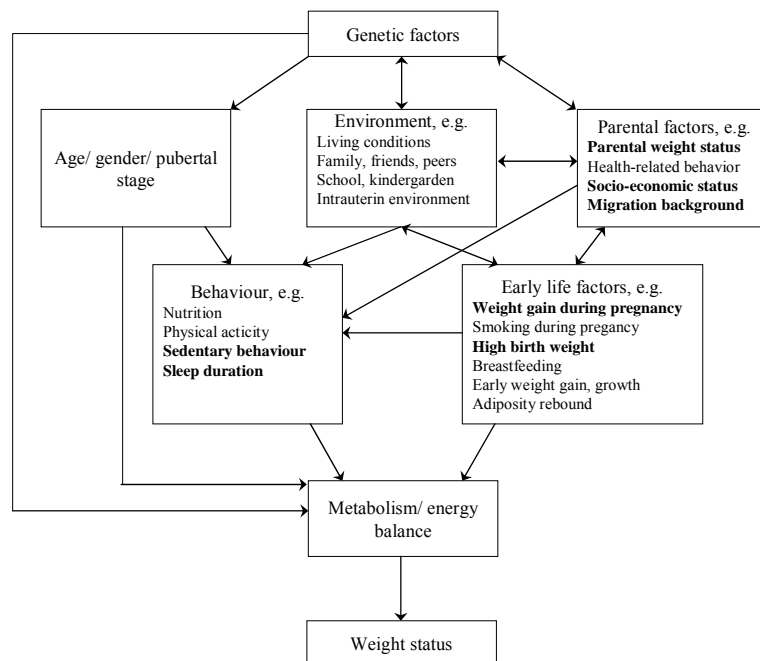 Genetic factors
Age/ gender/ pubertal
stage
Environment, e.g.
Living conditions
Family, friends, peers
School, kindergarden
Intrauterin environment
Parental factors, e.g.
Parental weight status
Health-related behavior
Socio-economic status
Migration background
Behaviour, e.g.
Nutrition
Physical acticity
Sedentary behaviour
Sleep duration
Early life factors, e.g.
Weight gain during pregnancy
Smoking during pregancy
High birth weight
Breastfeeding
Early weight gain, growth
Adiposity rebound
Metabolism/ energy
balance
Weight status